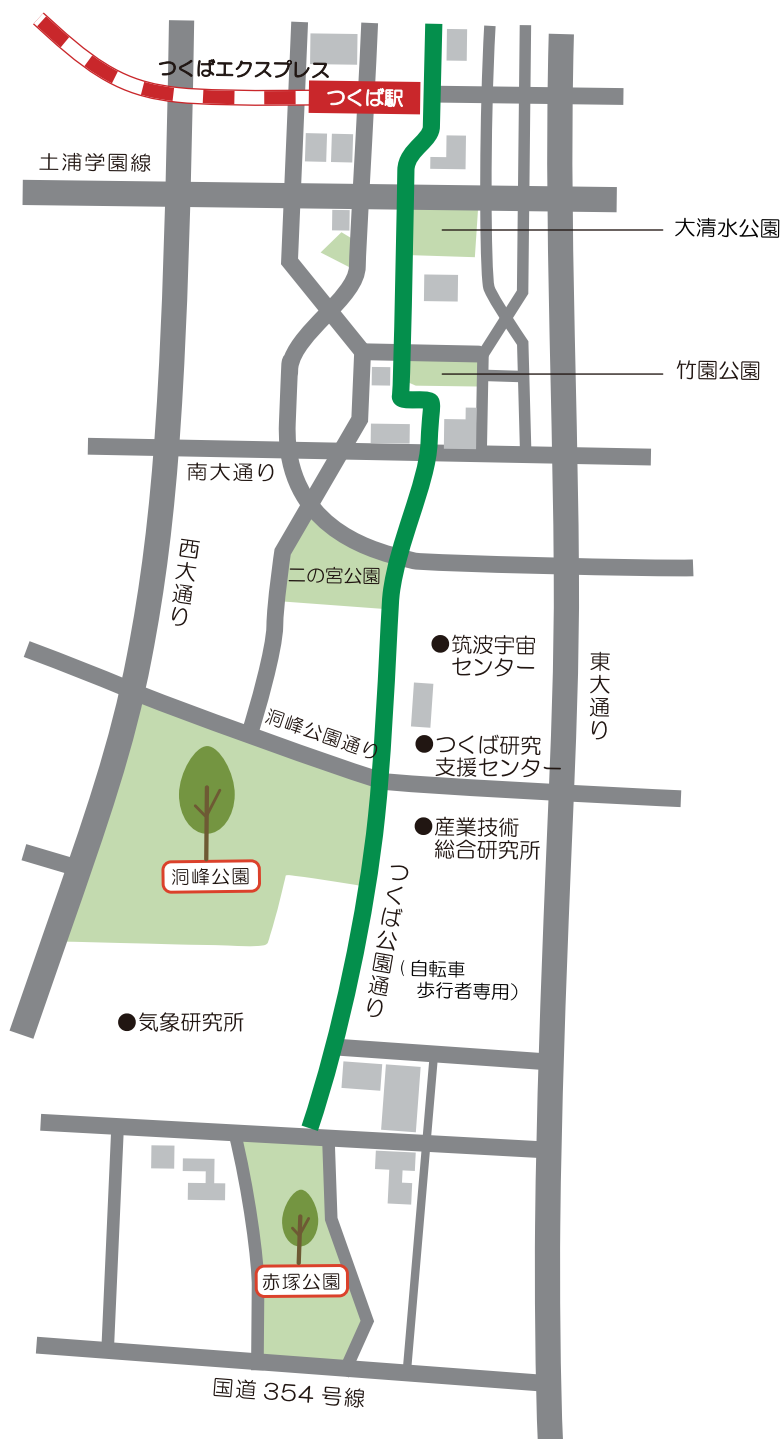 つくばエクスプレス
つくば駅
土浦学園線
大清水公園
竹園公園
南大通り
西大通り
二の宮公園
筑波宇宙
センター
東大通り
洞峰公園通り
つくば研究
支援センター
産業技術
総合研究所
洞峰公園
つくば公園通り
(自転車
歩行者専用)
気象研究所
赤塚公園
国道 354 号線